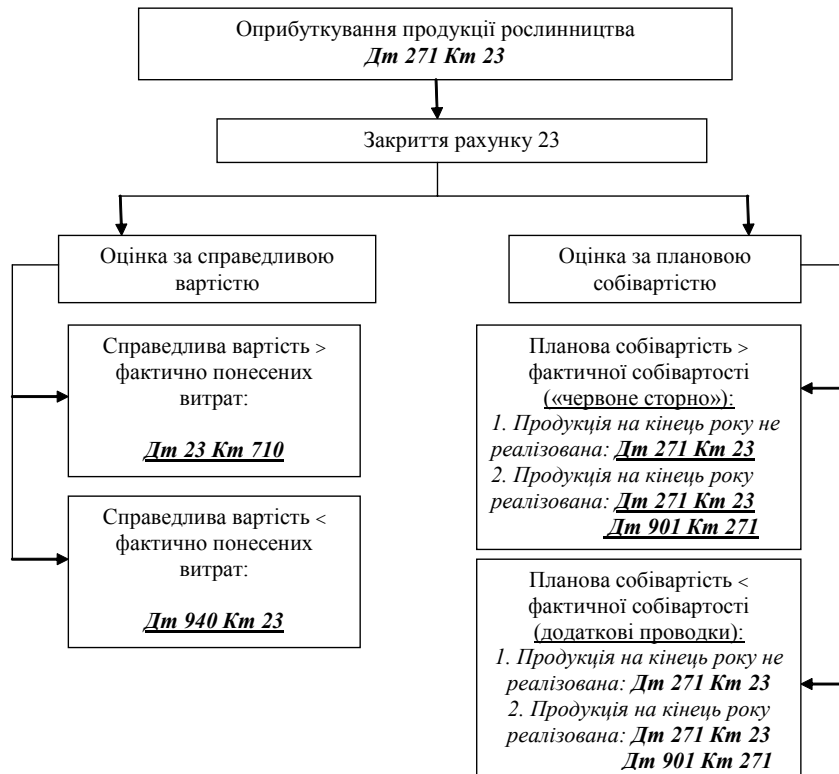 Оприбуткування продукції рослинництва
Дт 271 Кт 23
Закриття рахунку 23
Оцінка за справедливою
вартістю
Справедлива вартість >
фактично понесених
витрат:
Дт 23 Кт 710
Справедлива вартість <
фактично понесених
витрат:
Дт 940 Кт 23
Оцінка за плановою
собівартістю
Планова собівартість >
фактичної собівартості
(«червоне сторно»):
1. Продукція на кінець року не
реалізована: Дт 271 Кт 23
2. Продукція на кінець року
реалізована: Дт 271 Кт 23
Дт 901 Кт 271
Планова собівартість <
фактичної собівартості
(додаткові проводки):
1. Продукція на кінець року не
реалізована: Дт 271 Кт 23
2. Продукція на кінець року
реалізована: Дт 271 Кт 23
Дт 901 Кт 271